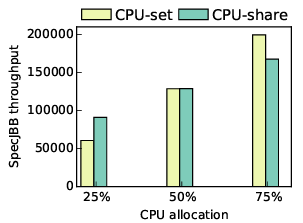 CPU-set CPU-share
200000
150000
100000
50000
0
SpecJBB throughput
25% 50% 75%
CPU allocation